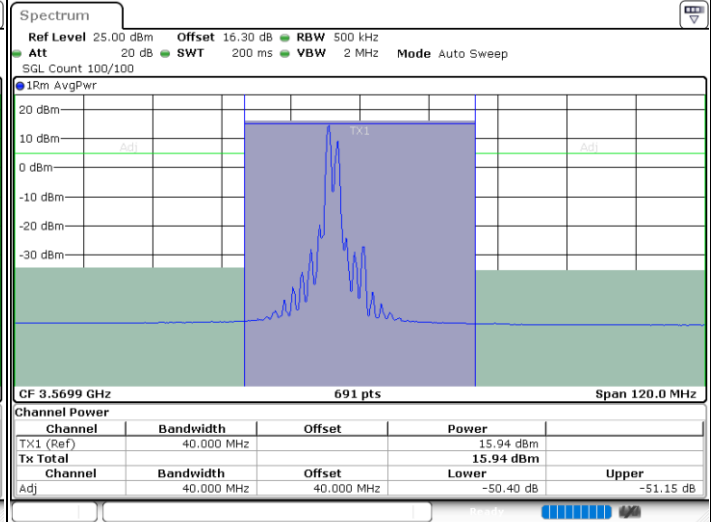 Spectrum
Ref Level 25.00 dBm Offset 16.30 dB RBW 500 kHz
Att 20 dB SWT 200 ms VBW 2 MHz Mode Auto Sweep
SGL Count 100/100
1Rm AvgPwr
20 dBm
TX1
10 dBm
Adj Adj
0 dBm
-10 dBm
-20 dBm
-30 dBm
CF 3.5699 GHz 691 pts Span 120.0 MHz
Channel Power
Channel Bandwidth Offset Power
TX1 (Ref) 40.000 MHz 15.94 dBm
Tx Total 15.94 dBm
Channel Bandwidth Offset Lower Upper
Adj 40.000 MHz 40.000 MHz -50.40 dB -51.15 dB
Ready